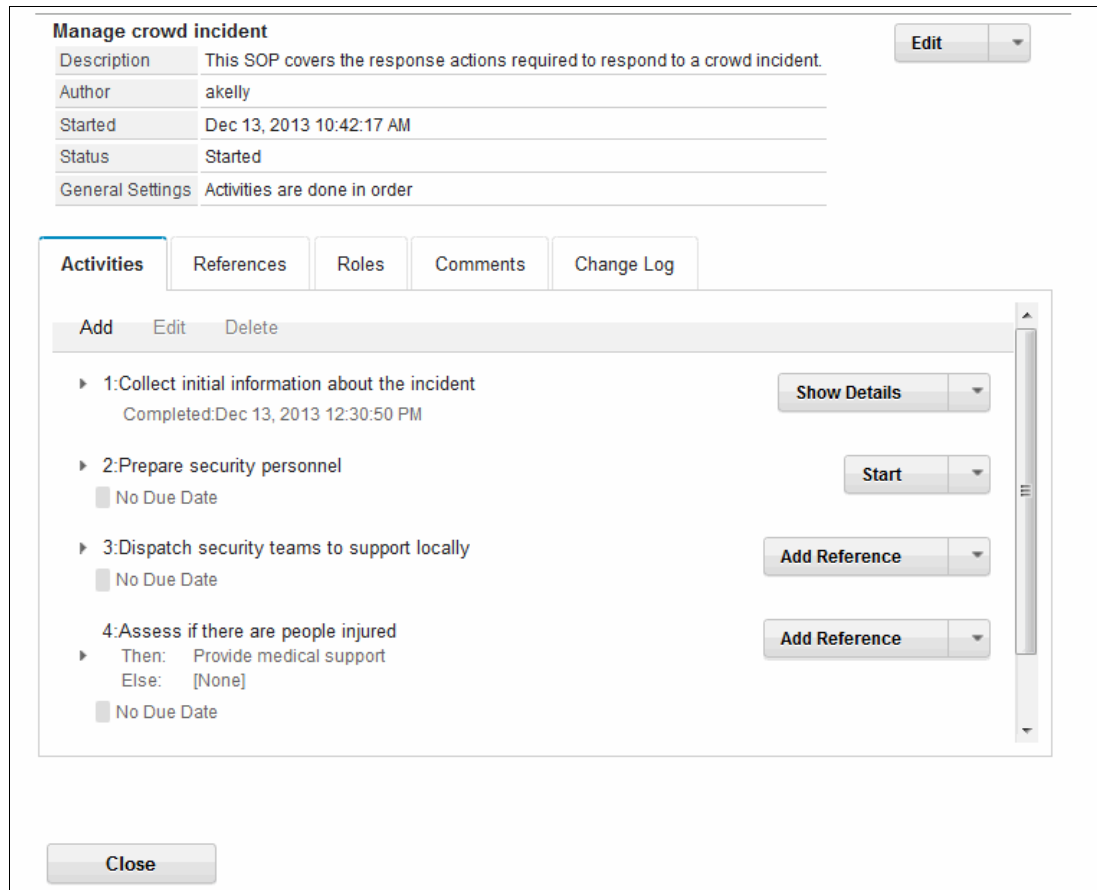 Manage crowd incident
Edit
Description This SOP covers the response actions required to respond to a crowd incident.
Author akelly
Started Dec 13, 2013 10:42:17 AM
Status Started
General Settings Activities are done in order
Activities References Roles Comments Change Log
Add Edit Delete
1:Collect initial information about the incident
Show Details
Completed:Dec 13, 2013 12:30:50 PM
2:Prepare security personnel
Start
No Due Date
3:Dispatch security teams to support locally
Add Reference
No Due Date
4:Assess if there are people injured
Add Reference
Then: Provide medical support
Else: [None]
No Due Date
Close